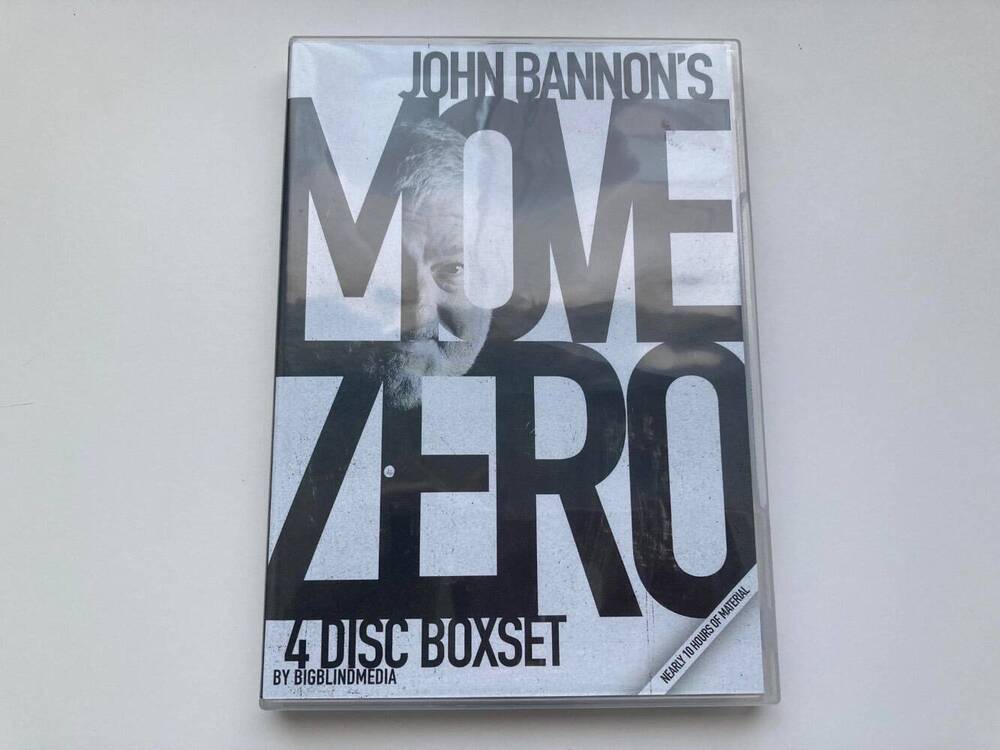 JOHN BANNON'S
MOVE
ZERO
4 DISC BOXSET
BY BIGBLINDMEDIA
NEARLY 10 HOURS OF MATERIAL